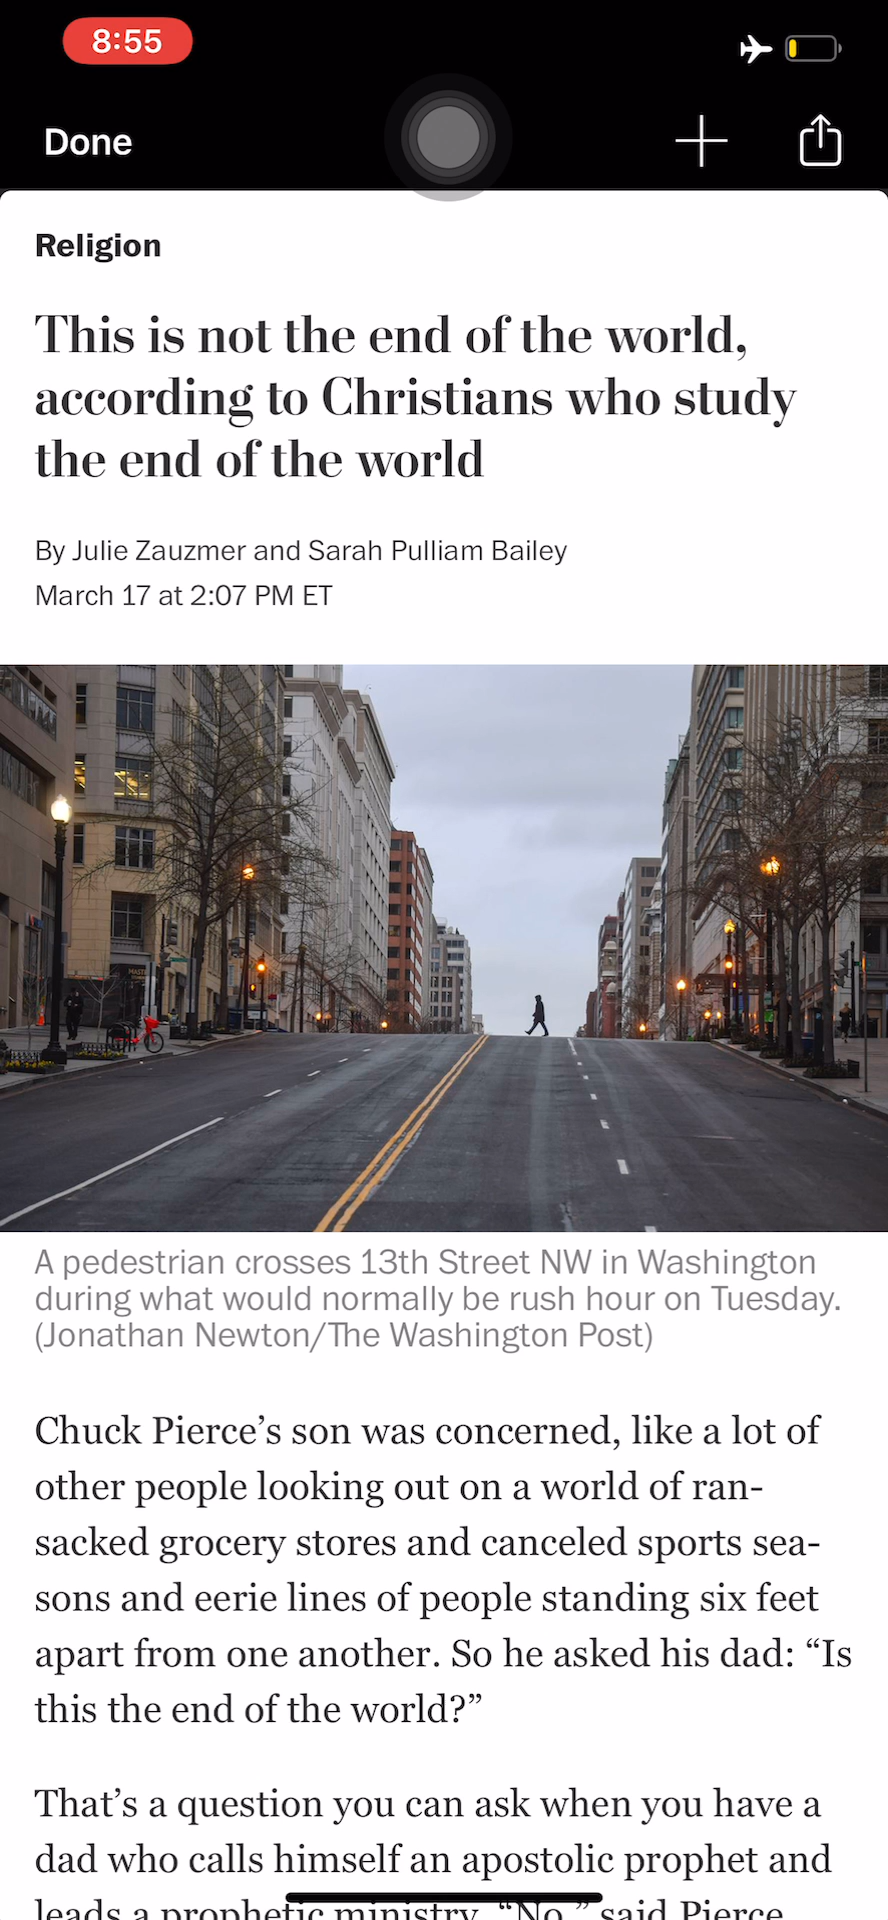 8:55
Done
Religion
This is not the end of the world,
according to Christians who study
the end of the world
By Julie Zauzmer and Sarah Pulliam Bailey
March 17 at 2:07 PM ET
A pedestrian crosses 13th Street NW in Washington
during what would normally be rush hour on Tuesday.
(Jonathan Newton/The Washington Post)
Chuck Pierce’s son was concerned, like a lot of
other people looking out on a world of ran-
sacked grocery stores and canceled sports sea-
sons and eerie lines of people standing six feet
apart from one another. So he asked his dad: “Is
this the end of the world?”
That’s a question you can ask when you have a
dad who calls himself an apostolic prophet and
leads a prophetic ministry. “No,” said Pierce,